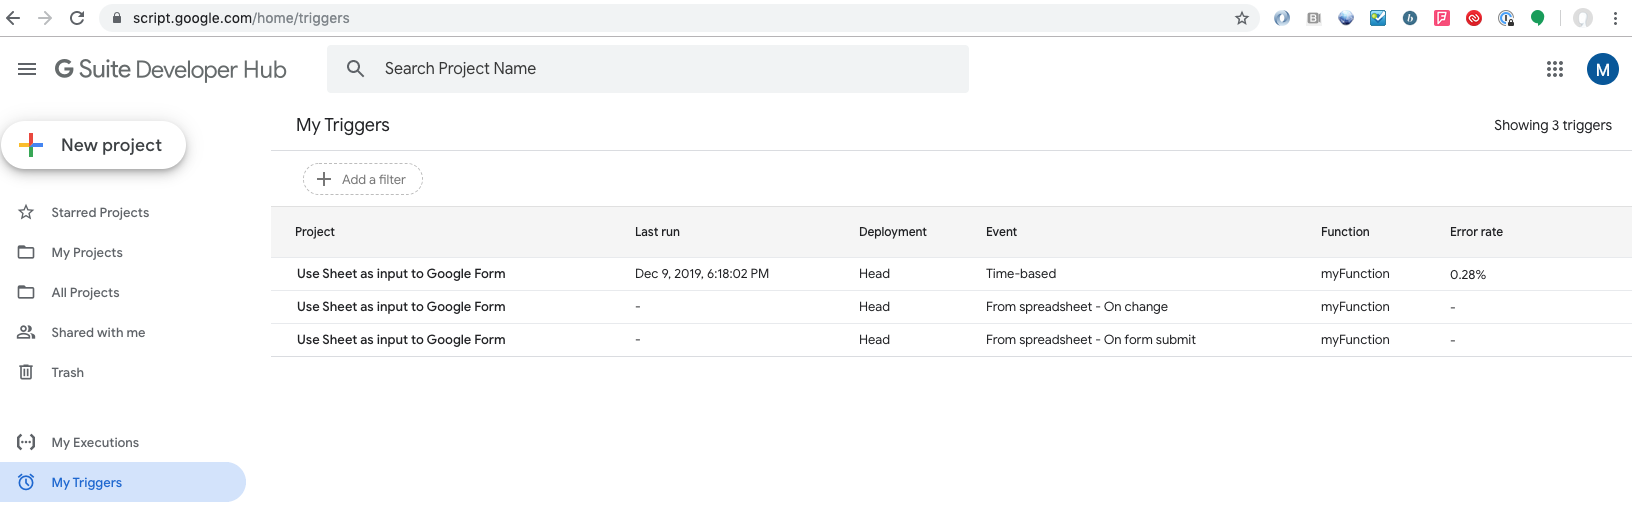 script.google.com/home/triggers
G Suite Developer Hub
Search Project Name
M
New project
My Triggers
Showing 3 triggers
Add a filter
Starred Projects
My Projects
All Projects
Shared with me
Trash
My Executions
My Triggers
Project Last run Deployment Event Function Error rate
Use Sheet as input to Google Form Dec 9, 2019, 6:18:02 PM Head Time-based myFunction 0.28%
Use Sheet as input to Google Form - Head From spreadsheet - On change myFunction -
Use Sheet as input to Google Form - Head From spreadsheet - On form submit myFunction -